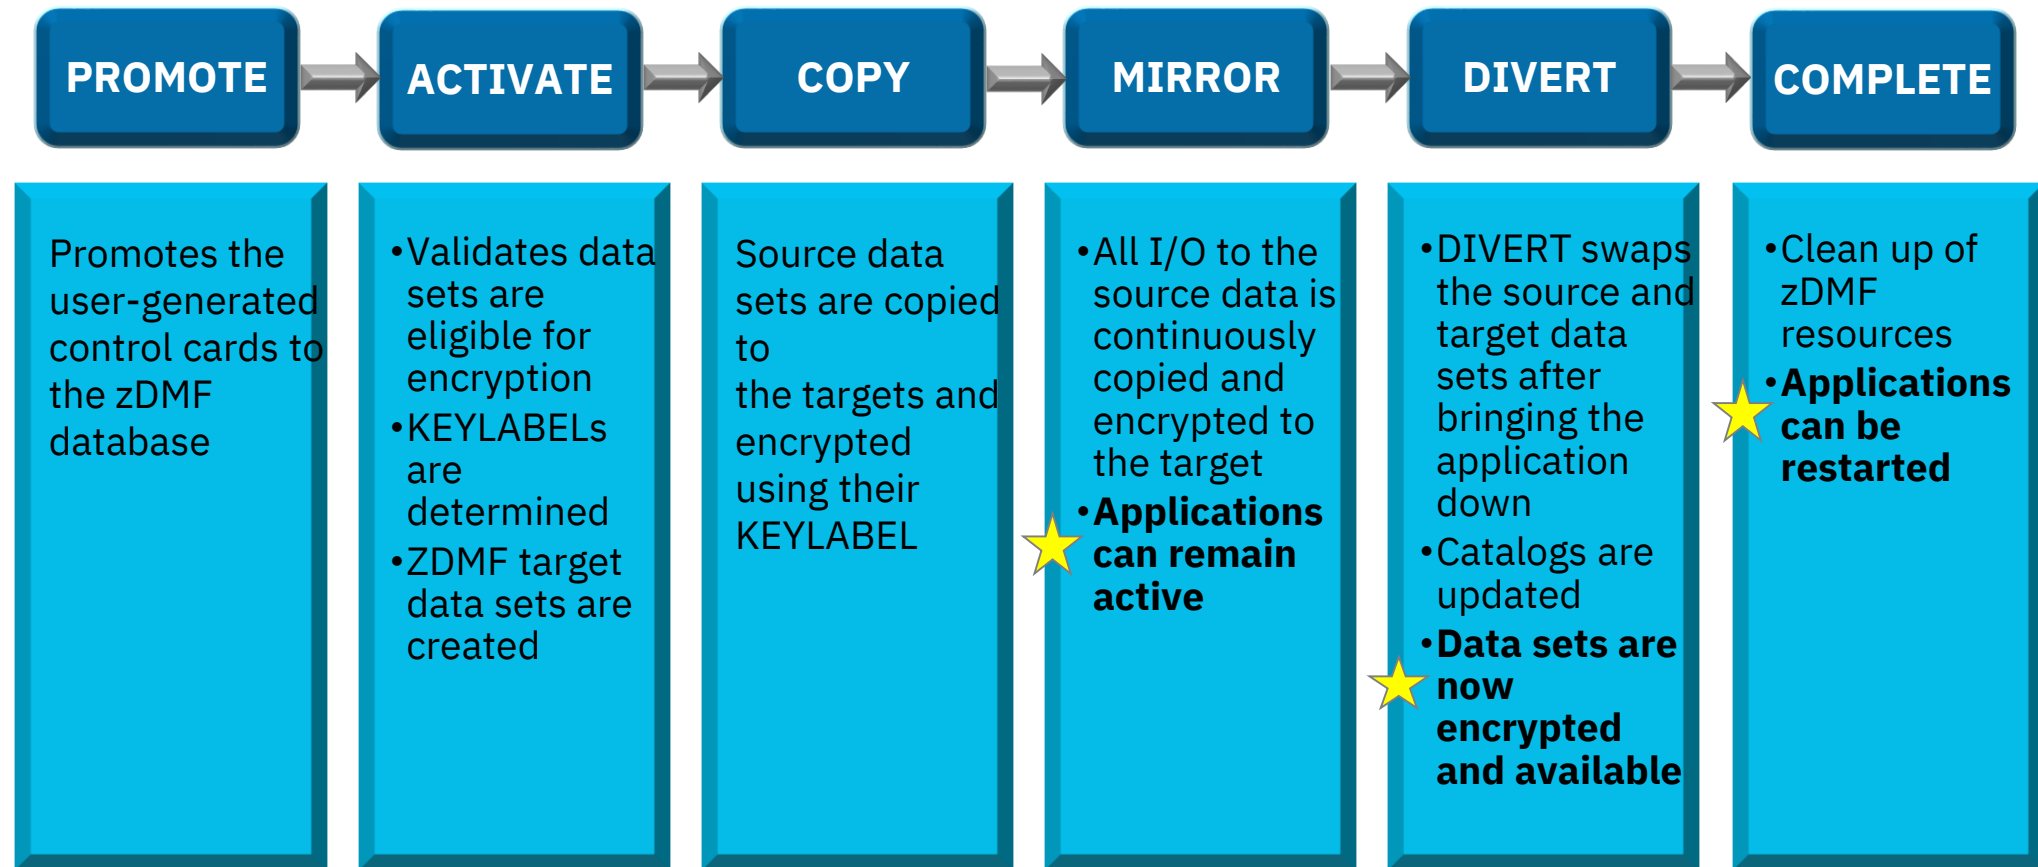 PROMOTE
ACTIVATE
COPY
MIRROR
DIVERT
COMPLETE
Promotes the
user-generated
control cards to
the zDMF
database
•Validates data
sets are
eligible for
encryption
•KEYLABELs
are
determined
•ZDMF target
data sets are
created
Source data
sets are copied
to
the targets and
encrypted
using their
KEYLABEL
•All I/O to the
source data is
continuously
copied and
encrypted to
the target
•Applications
can remain
active
•DIVERT swaps
the source and
target data
sets after
bringing the
application
down
•Catalogs are
updated
•Data sets are
now
encrypted
and available
•Clean up of
zDMF
resources
•Applications
can be
restarted